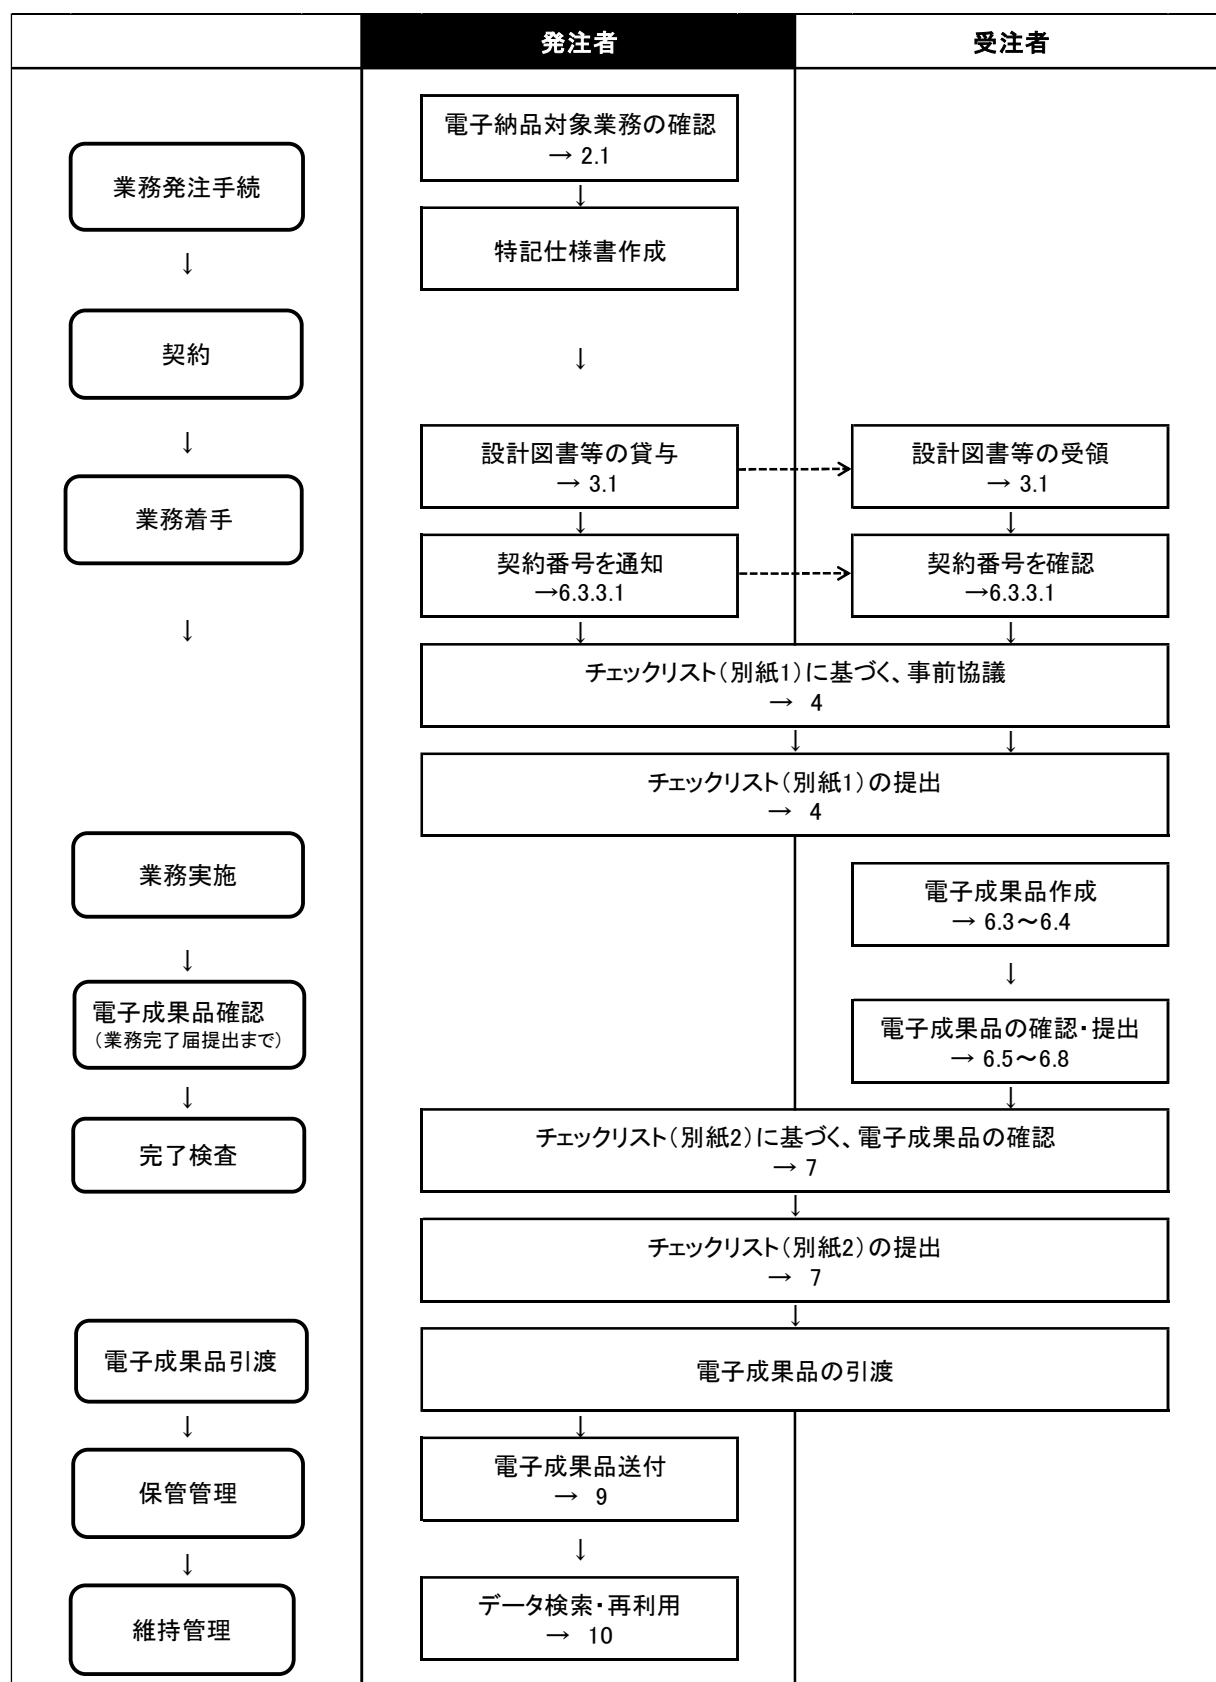 発注者
受注者
電子納品対象業務の確認
→ 2.1
業務発注手続
↓
特記仕様書作成
↓
契約
↓
↓
設計図書等の貸与
→ 3.1
設計図書等の受領
→ 3.1
業務着手
↓
↓
契約番号を通知
→6.3.3.1
契約番号を確認
→6.3.3.1
↓
↓
↓
チェックリスト(別紙1)に基づく、事前協議
→ 4
↓
↓
チェックリスト(別紙1)の提出
→ 4
業務実施
電子成果品作成
→ 6.3～6.4
↓
↓
電子成果品確認
(業務完了届提出まで)
電子成果品の確認・提出
→ 6.5～6.8
↓
↓
完了検査
チェックリスト(別紙2)に基づく、電子成果品の確認
→ 7
↓
チェックリスト(別紙2)の提出
→ 7
↓
電子成果品引渡
電子成果品の引渡
↓
↓
保管管理
電子成果品送付
→ 9
↓
↓
維持管理
データ検索・再利用
→ 10